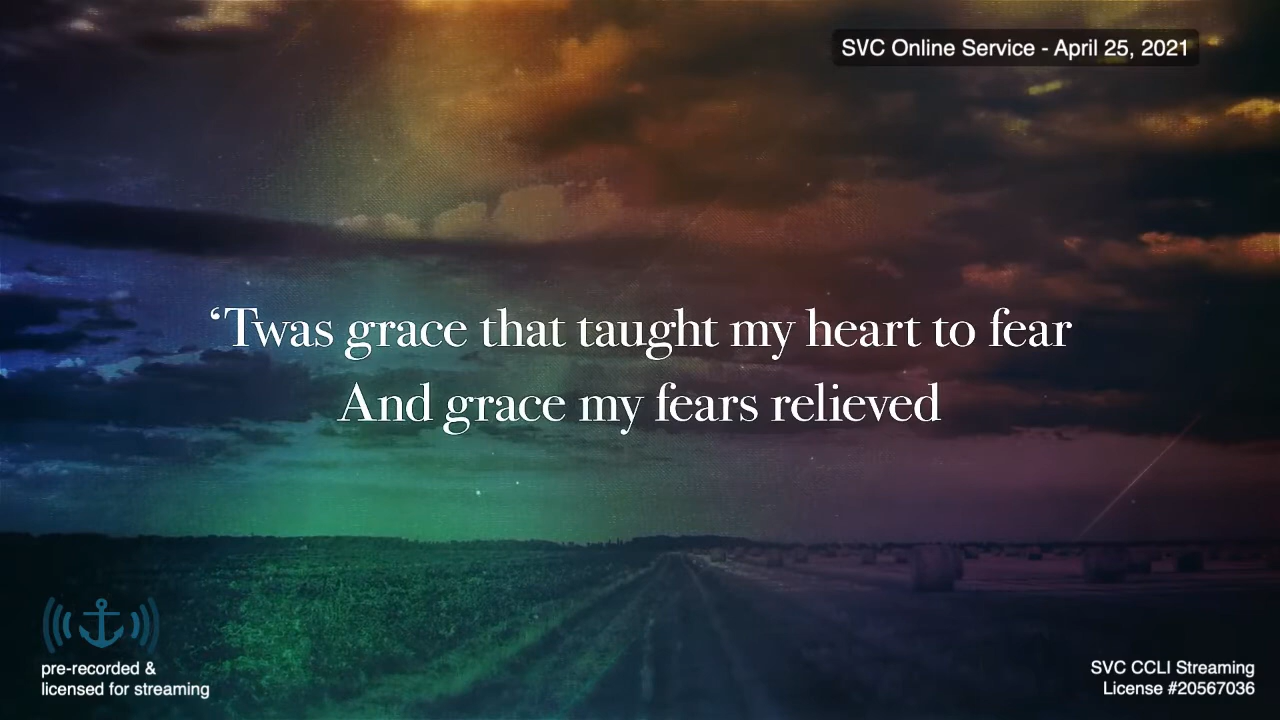 SVC Online Service - April 25, 2021
‘Twas grace that taught my heart to fear
And grace my fears relieved
pre-recorded &
licensed for streaming
SVC CCLI Streaming
License #20567036